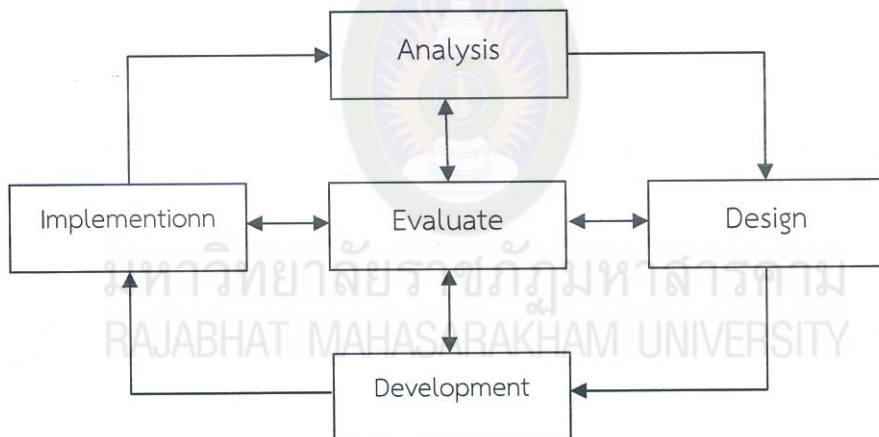 Analysis
Implementionn
Evaluate
Design
มหาวิทยาลัยราชภัฏมหาสารคาม
RAJABHAT MAHASARAKHAM UNIVERSITY
Development